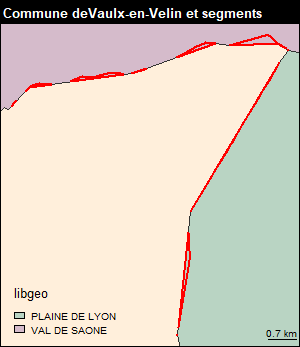 Commune deVaulx-en-Velin et segments
libgeo
PLAINE DE LYON
VAL DE SAONE
0.7 km